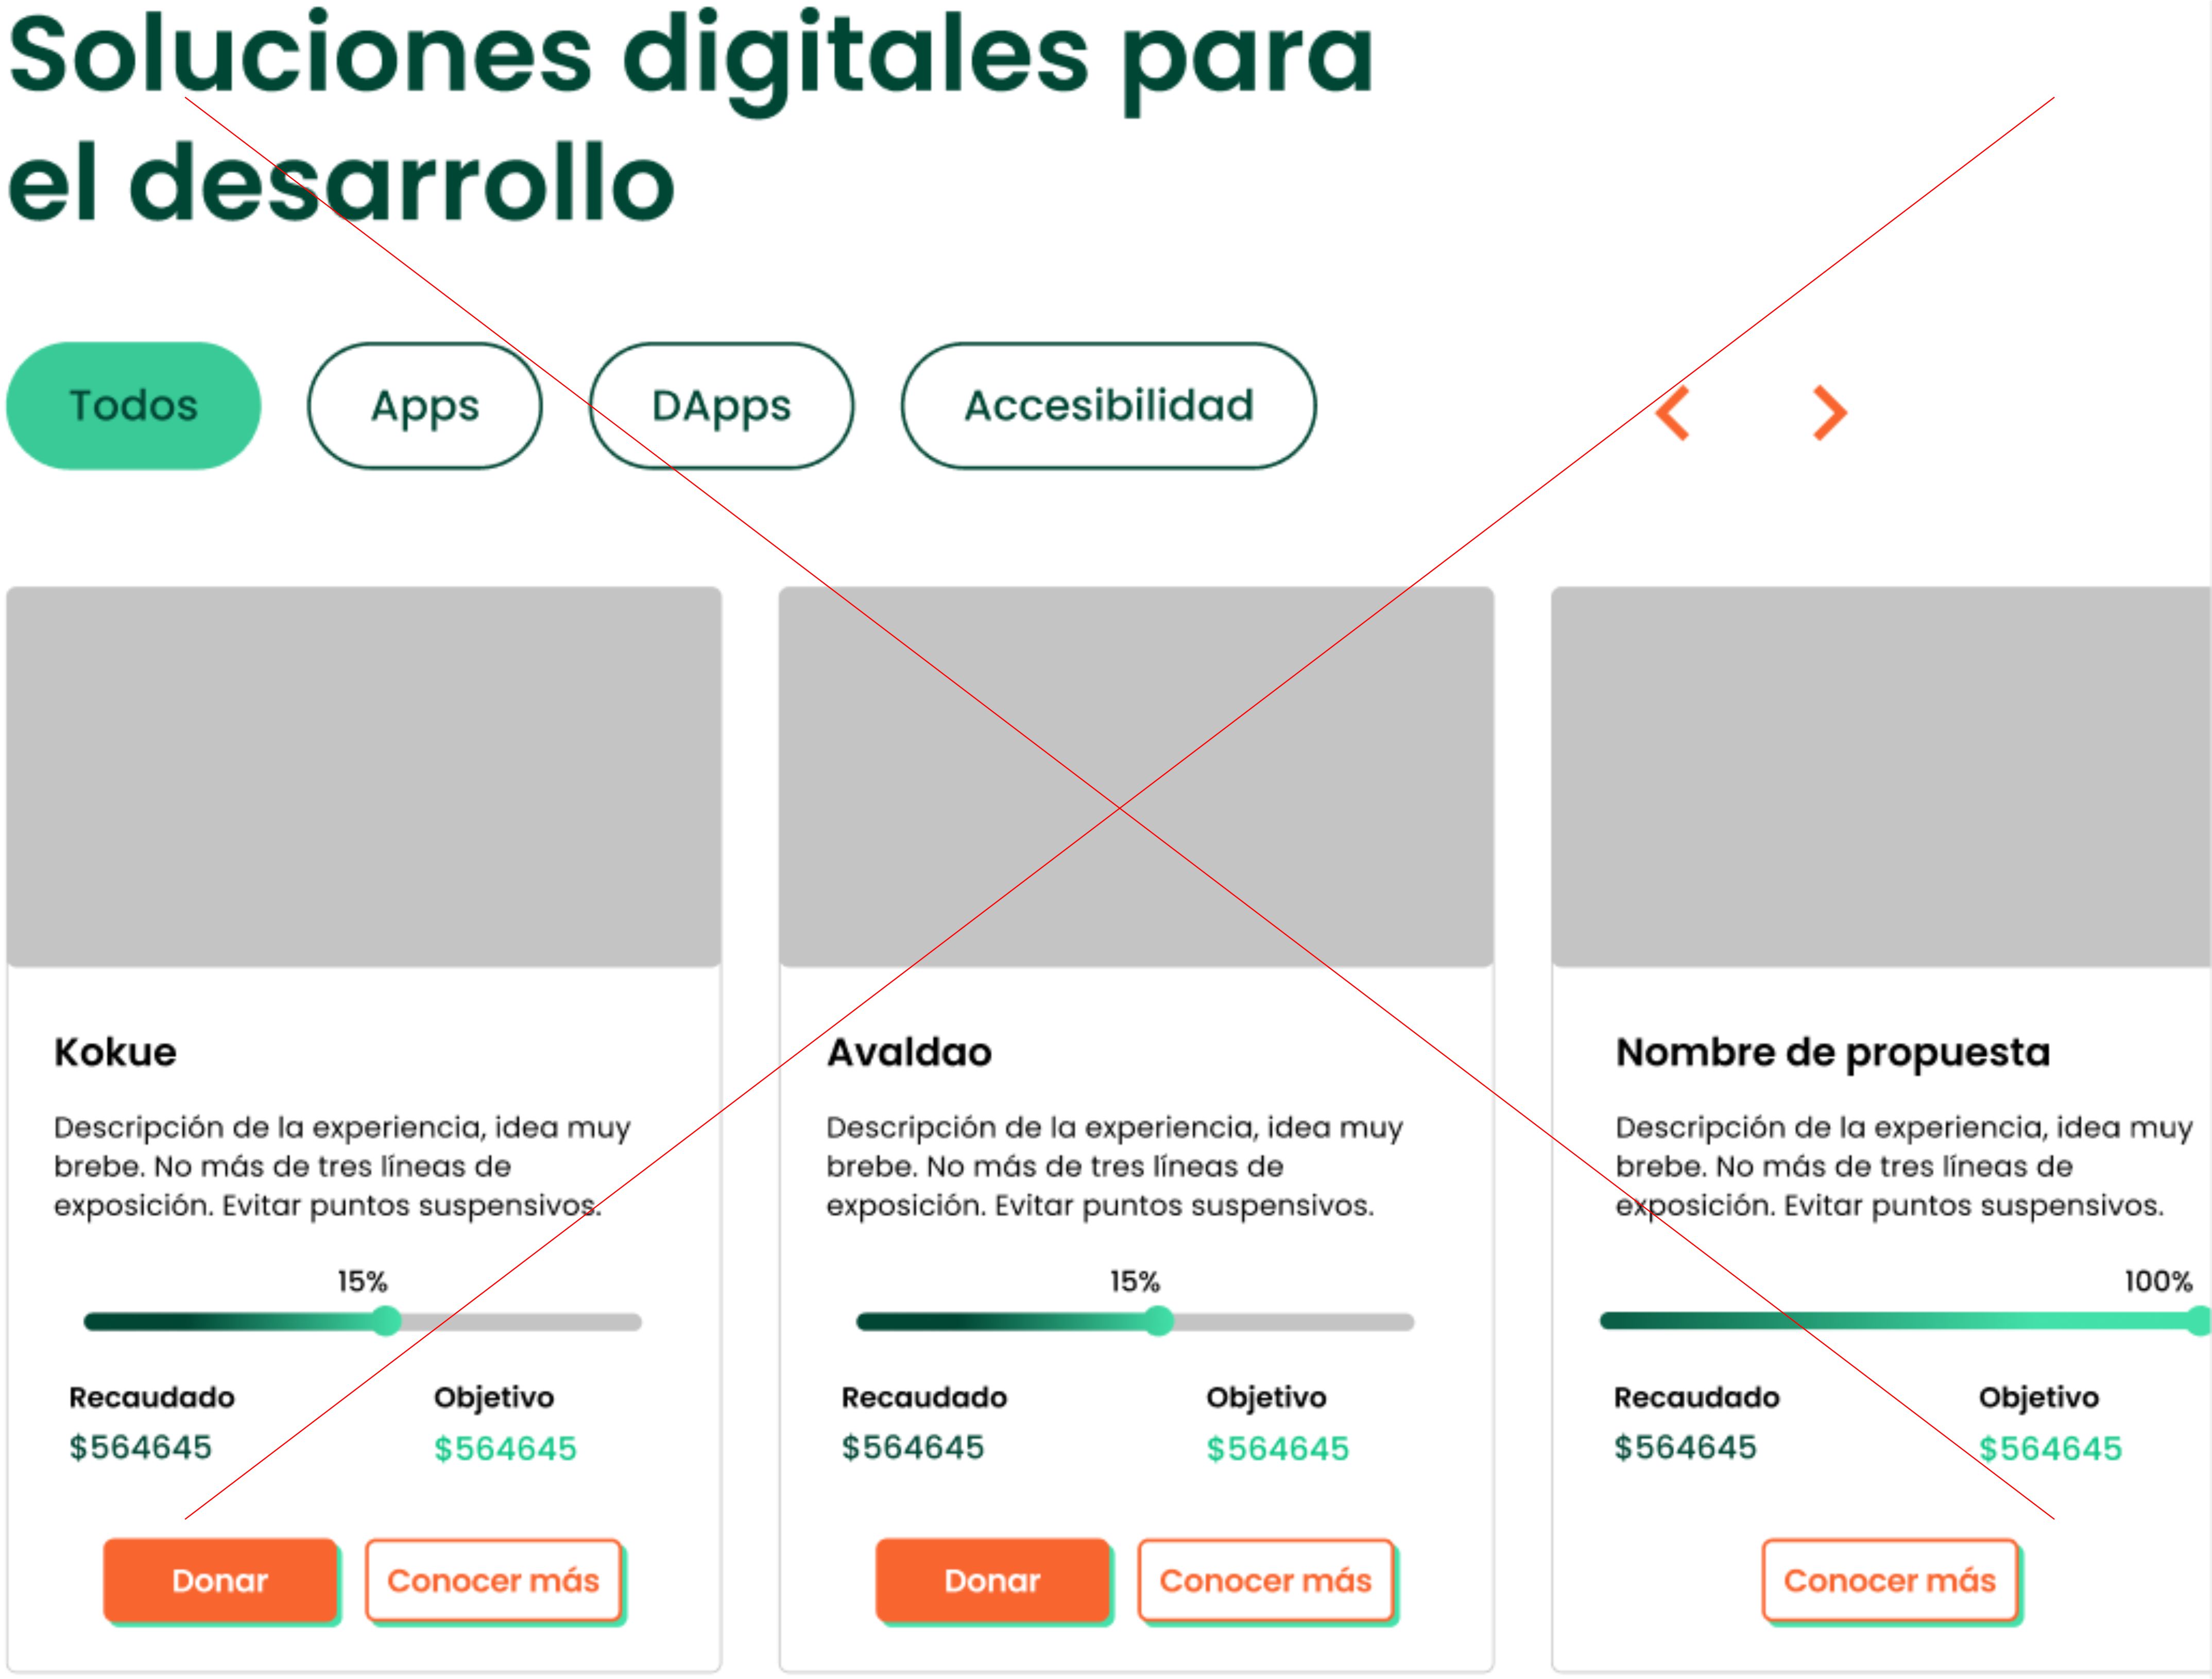 Soluciones digitales para
el desarrollo
Todos
Apps
DApps
Accesibilidad
Kokue
Descripción de la experiencia, idea muy
brebe. No más de tres líneas de
exposición. Evitar puntos suspensivos.
15%
Recaudado
Objetivo
$564645
$564645
Donar
Conocer más
Avaldao
Descripción de la experiencia, idea muy
brebe. No más de tres líneas de
exposición. Evitar puntos suspensivos.
15%
Recaudado
Objetivo
$564645
$564645
Donar
Conocer más
Nombre de propuesta
Descripción de la experiencia, idea muy
brebe. No más de tres líneas de
exposición. Evitar puntos suspensivos.
100%
Recaudado
Objetivo
$564645
$564645
Conocer más